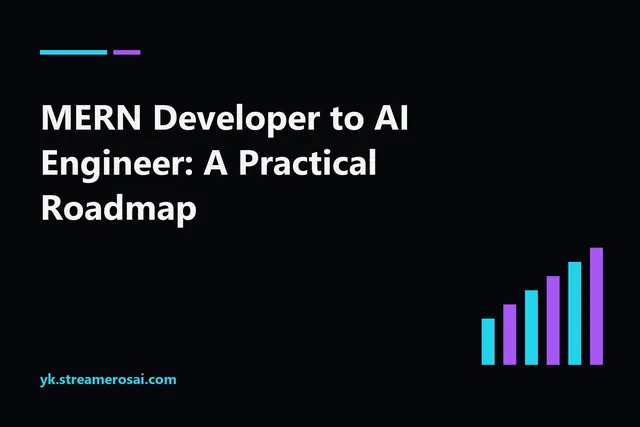 MERN Developer to AI
Engineer: A Practical
Roadmap
yk.streamerosai.com